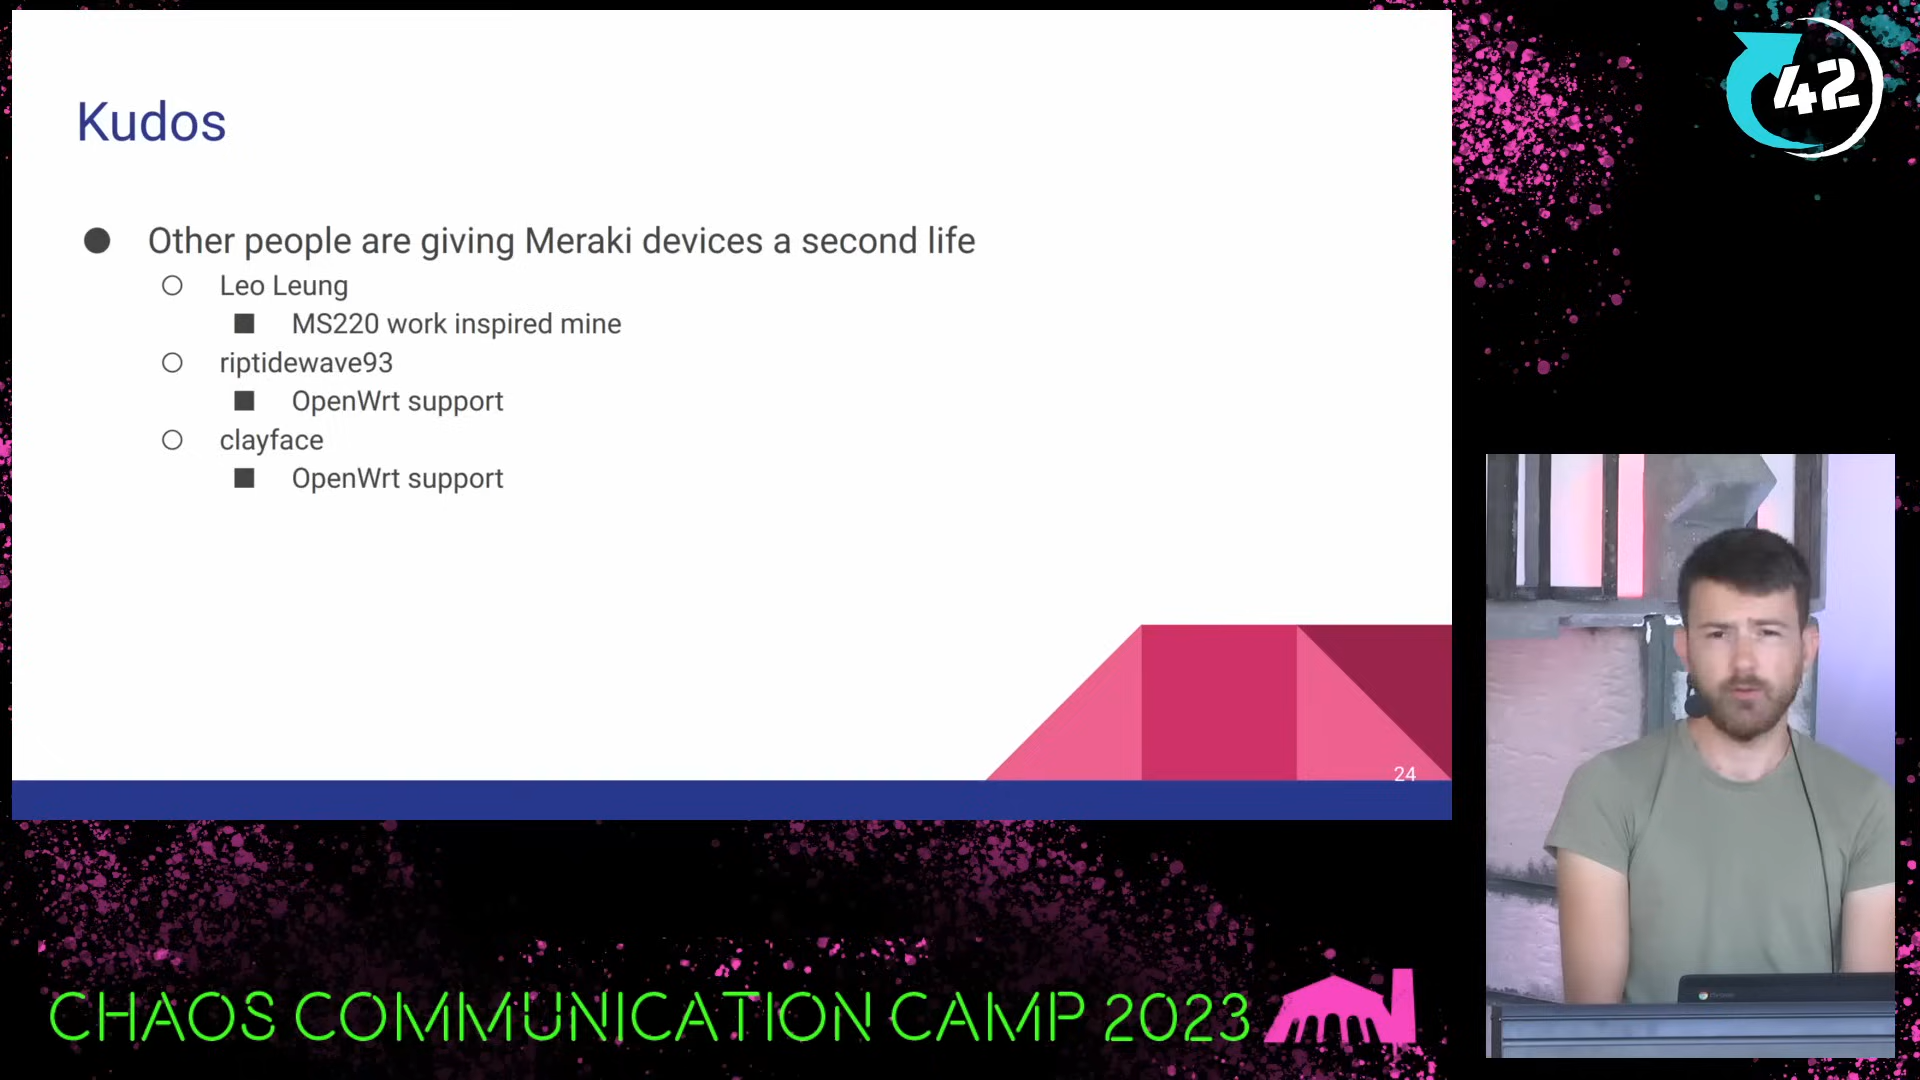 Kudos
Other people are giving Meraki devices a second life
Leo Leung
MS220 work inspired mine
riptidewave93
OpenWrt support
clayface
OpenWrt support
24
42
CHAOS COMMUNICATION CAMP 2023